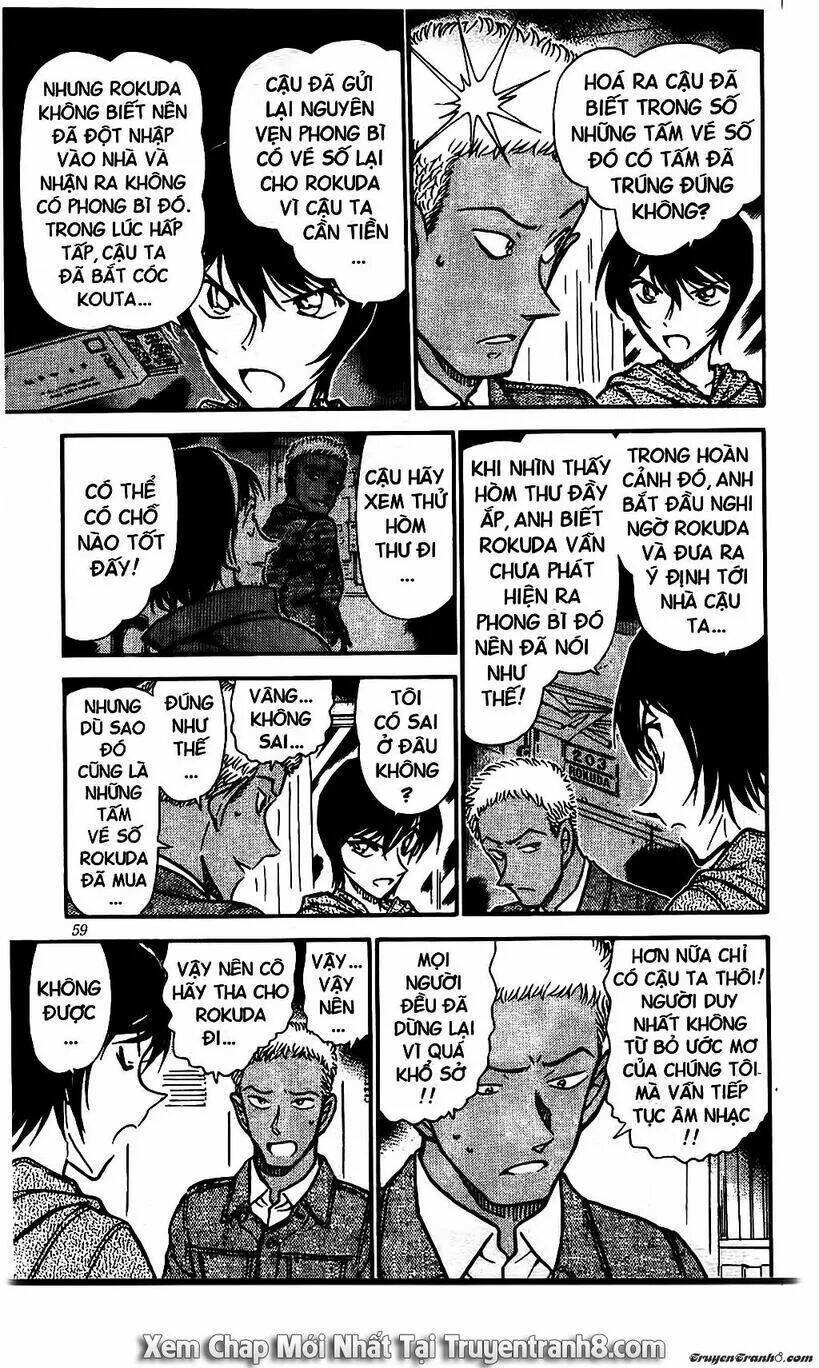 HOÁ RA CẬU ĐÃ
BIẾT TRONG SỐ
NHỮNG TẤM VÉ SỐ
ĐÓ CÓ TẤM ĐÃ
TRÚNG ĐÚNG
KHÔNG?
CẬU ĐÃ GỬI
LẠI NGUYÊN
VẸN PHONG BÌ
CÓ VÉ SỐ LẠI
CHO ROKUDA
VÌ CẬU TA
CẦN TIỀN
...
NHƯNG ROKUDA
KHÔNG BIẾT NÊN
ĐÃ ĐỘT NHẬP
VÀO NHÀ VÀ
NHẬN RA KHÔNG
CÓ PHONG BÌ ĐÓ.
TRONG LÚC HẤP
TẤP, CẬU TA
ĐÃ BẮT CÓC
KOUTA...
TRONG HOÀN
CẢNH ĐÓ, ANH
BẮT ĐẦU NGHI
NGỜ ROKUDA
VÀ ĐƯA RA
Ý ĐỊNH TỚI
NHÀ CẬU
TA...
KHI NHÌN THẤY
HÒM THƯ ĐẦY
ẮP, ANH BIẾT
ROKUDA VẪN
CHƯA PHÁT
HIỆN RA
PHONG BÌ ĐÓ
NÊN ĐÃ NÓI
NHƯ
THẾ!
203
ROKUDA
CẬU HÃY
XEM THỬ
HÒM
THƯ ĐI
...
CÓ THỂ
CÓ CHỖ
NÀO TỐT
ĐẤY!
TÔI
CÓ SAI
Ở ĐÂU
KHÔNG
?
VÂNG...
KHÔNG
SAI...
ĐÚNG
NHƯ
THẾ
...
NHƯNG
DÙ SAO
ĐÓ
CŨNG LÀ
NHỮNG
TẤM
VÉ SỐ
ROKUDA
ĐÃ MUA
...
59
HƠN NỮA CHỈ
CÓ CẬU TA THÔI!
NGƯỜI DUY
NHẤT KHÔNG
TỪ BỎ ƯỚC MƠ
CỦA CHÚNG TÔI
MÀ VẪN TIẾP
TỤC ÂM NHẠC
!!
MỌI
NGƯỜI
ĐỀU ĐÃ
DỪNG LẠI
VÌ QUÁ
KHỔ SỞ
!!
VẬY...
VẬY
NÊN
...
VẬY NÊN CÔ
HÃY THA CHO
ROKUDA
ĐI...
KHÔNG
ĐƯỢC
...
Xem Chap Mới Nhất Tại Truyentranh8.com
TruyenTranh8.com